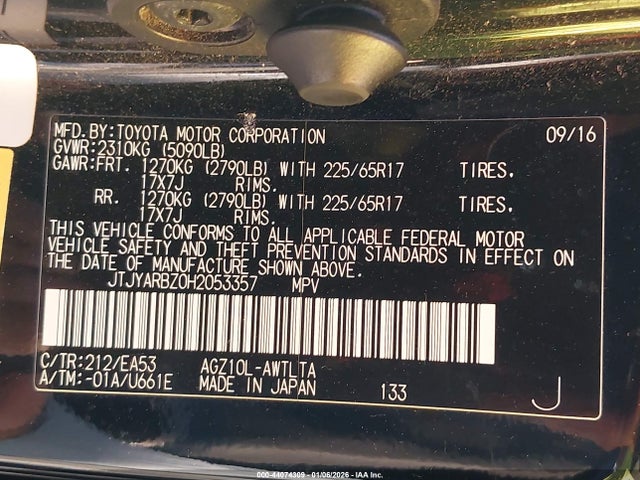 MFD.BY:TOYOTA MOTOR CORPORATION 09/16
GVWR:2310KG (5090LB)
GAWR:FRT. 1270KG (2790LB) WITH 225/65R17 TIRES.
17X7J RIMS.
RR. 1270KG (2790LB) WITH 225/65R17 TIRES.
17X7J RIMS.
THIS VEHICLE CONFORMS TO ALL APPLICABLE FEDERAL MOTOR
VEHICLE SAFETY AND THEFT PREVENTION STANDARDS IN EFFECT ON
THE DATE OF MANUFACTURE SHOWN ABOVE.
JTJYARBZ0H2053357 MPV
C/TR:212/EA53 AGZ10L-AWTLTA
A/TM:-01A/U661E MADE IN JAPAN 133 J
000-44074309 - 01/06/2026 - IAA Inc.